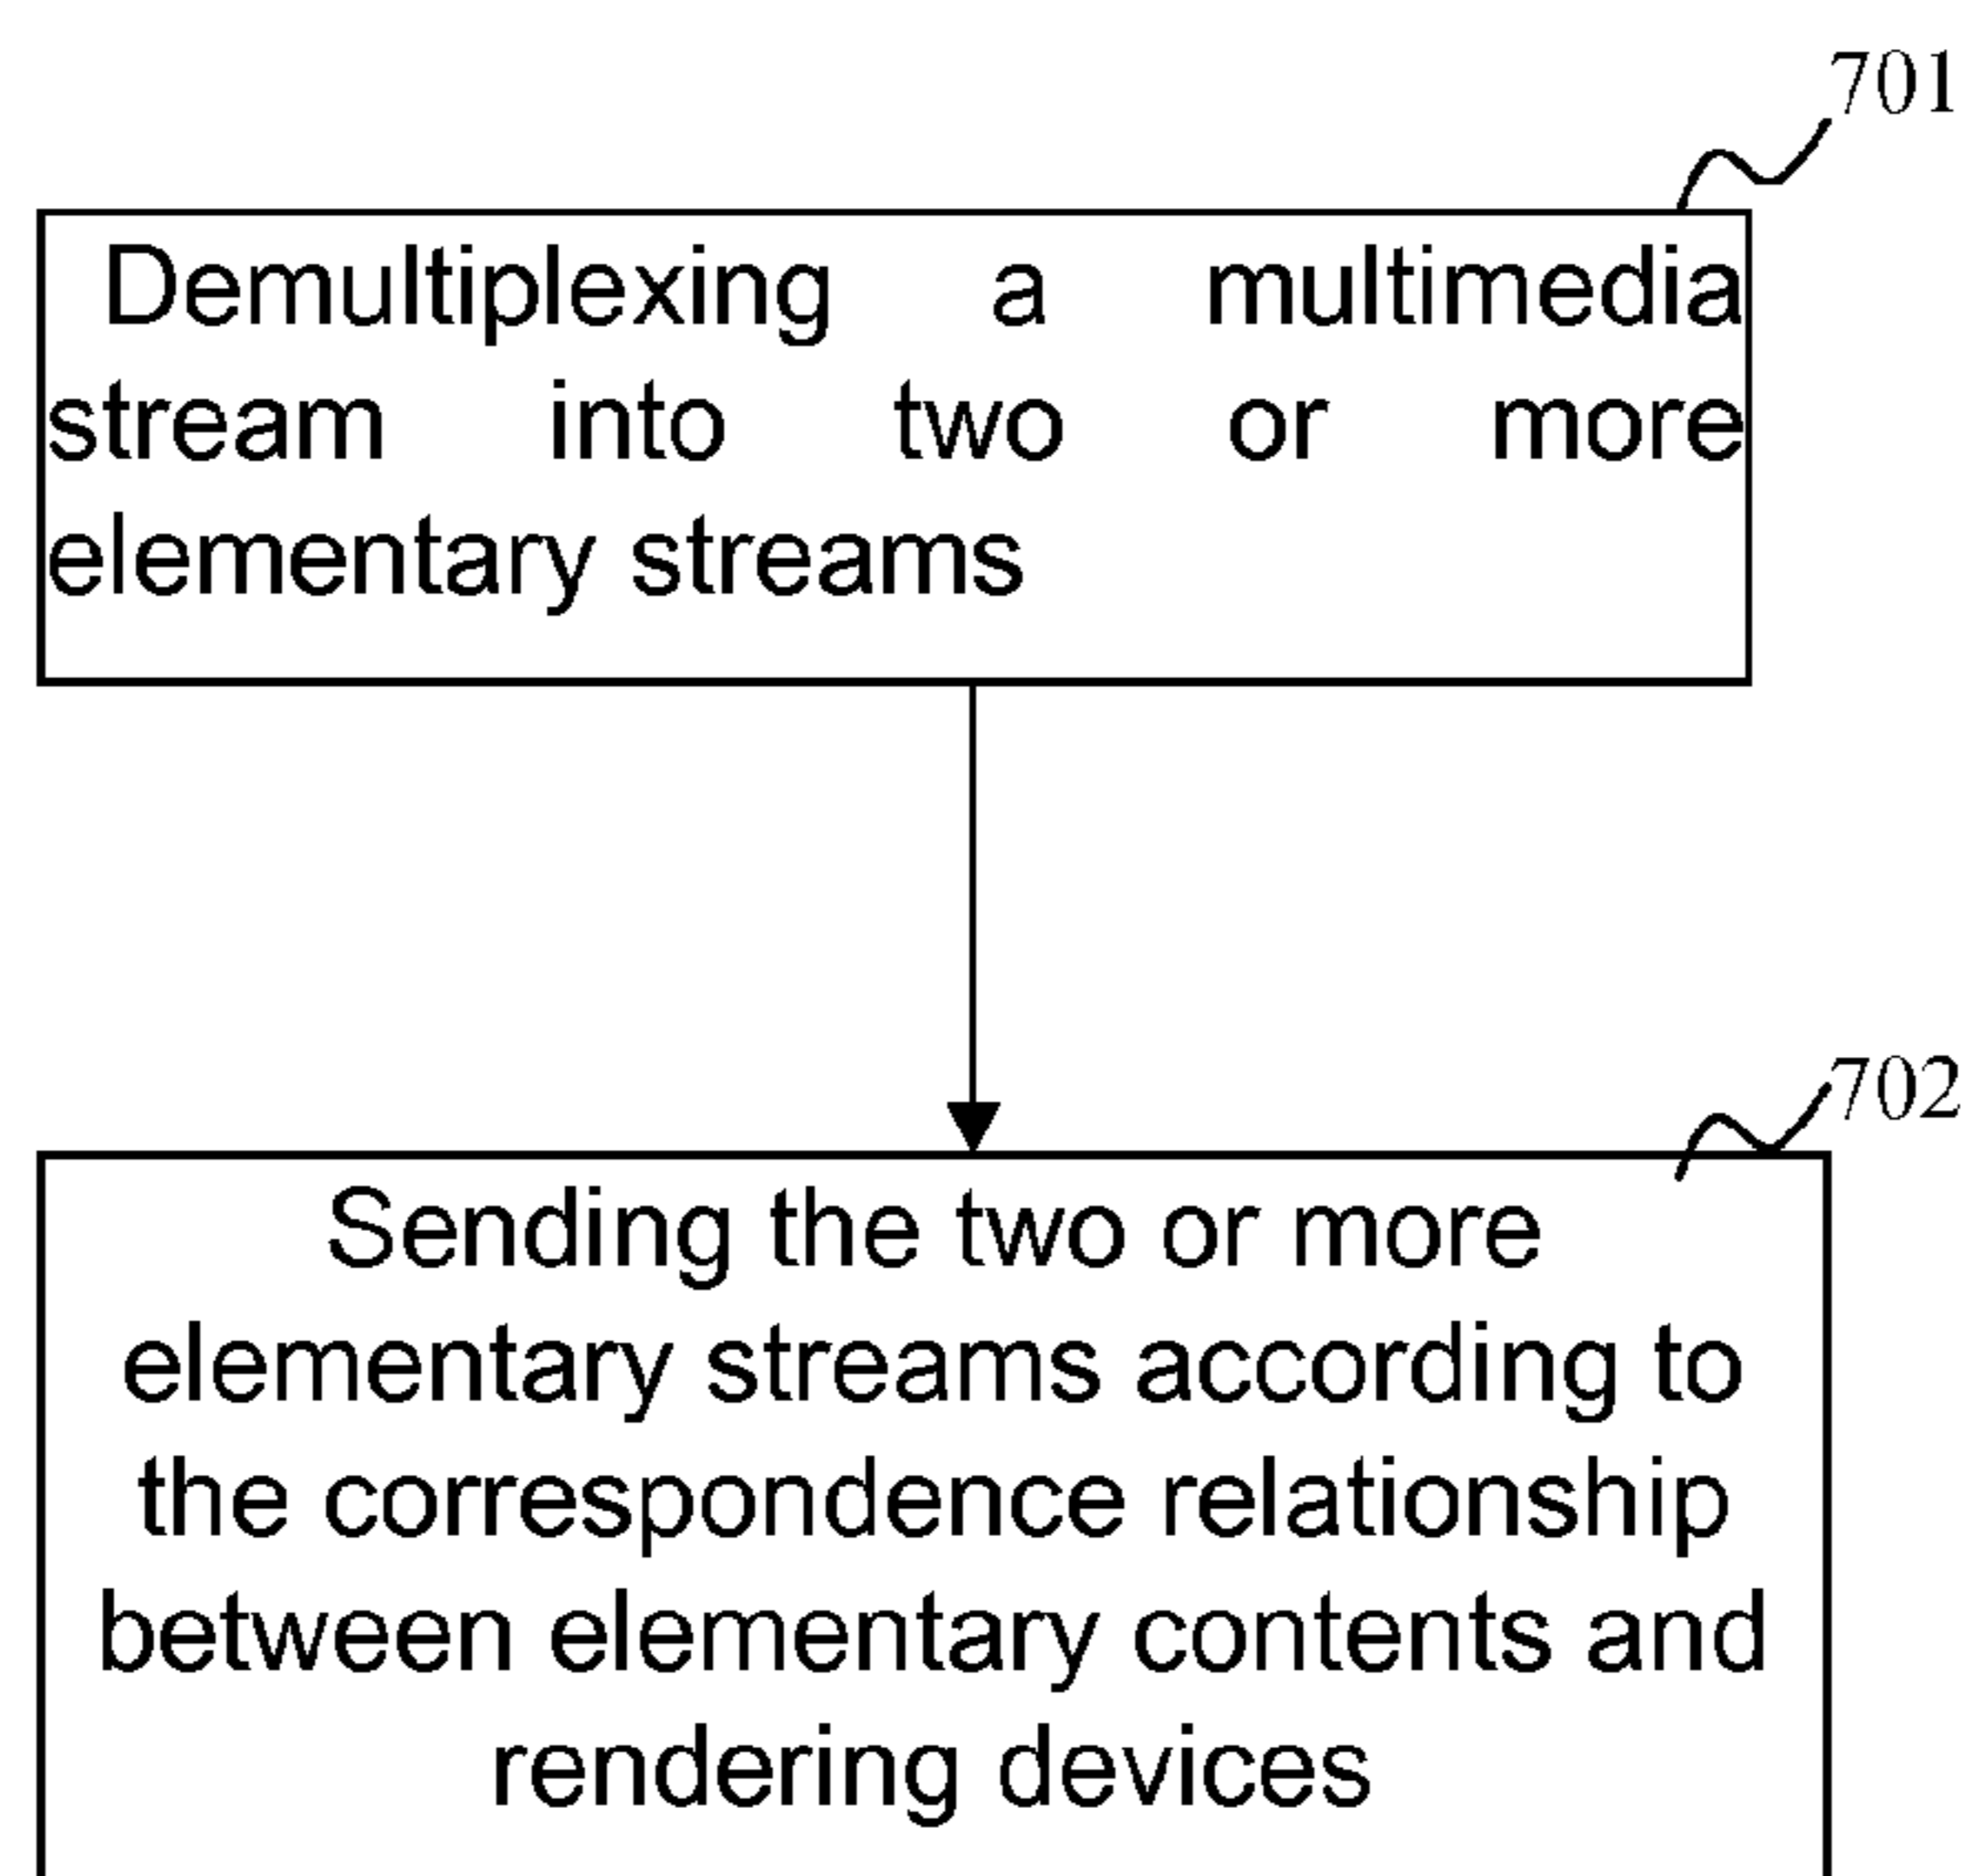 701
Demultiplexing a multimedia
stream into two or more
elementary streams
702
Sending the two or more
elementary streams according to
the correspondence relationship
between elementary contents and
rendering devices